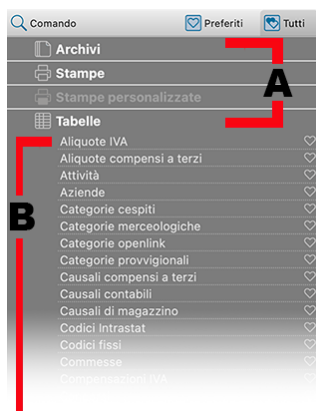 Comando Preferiti Tutti
Archivi
Stampe
A
Stampe personalizzate
Tabelle
Aliquote IVA
Aliquote compensi a terzi
Attività
Aziende
B
Categorie cespiti
Categorie merceologiche
Categorie openlink
Categorie provvigionali
Causali compensi a terzi
Causali contabili
Causali di magazzino
Codici Intrastat
Codici fissi
Commesse
Compensazioni IVA